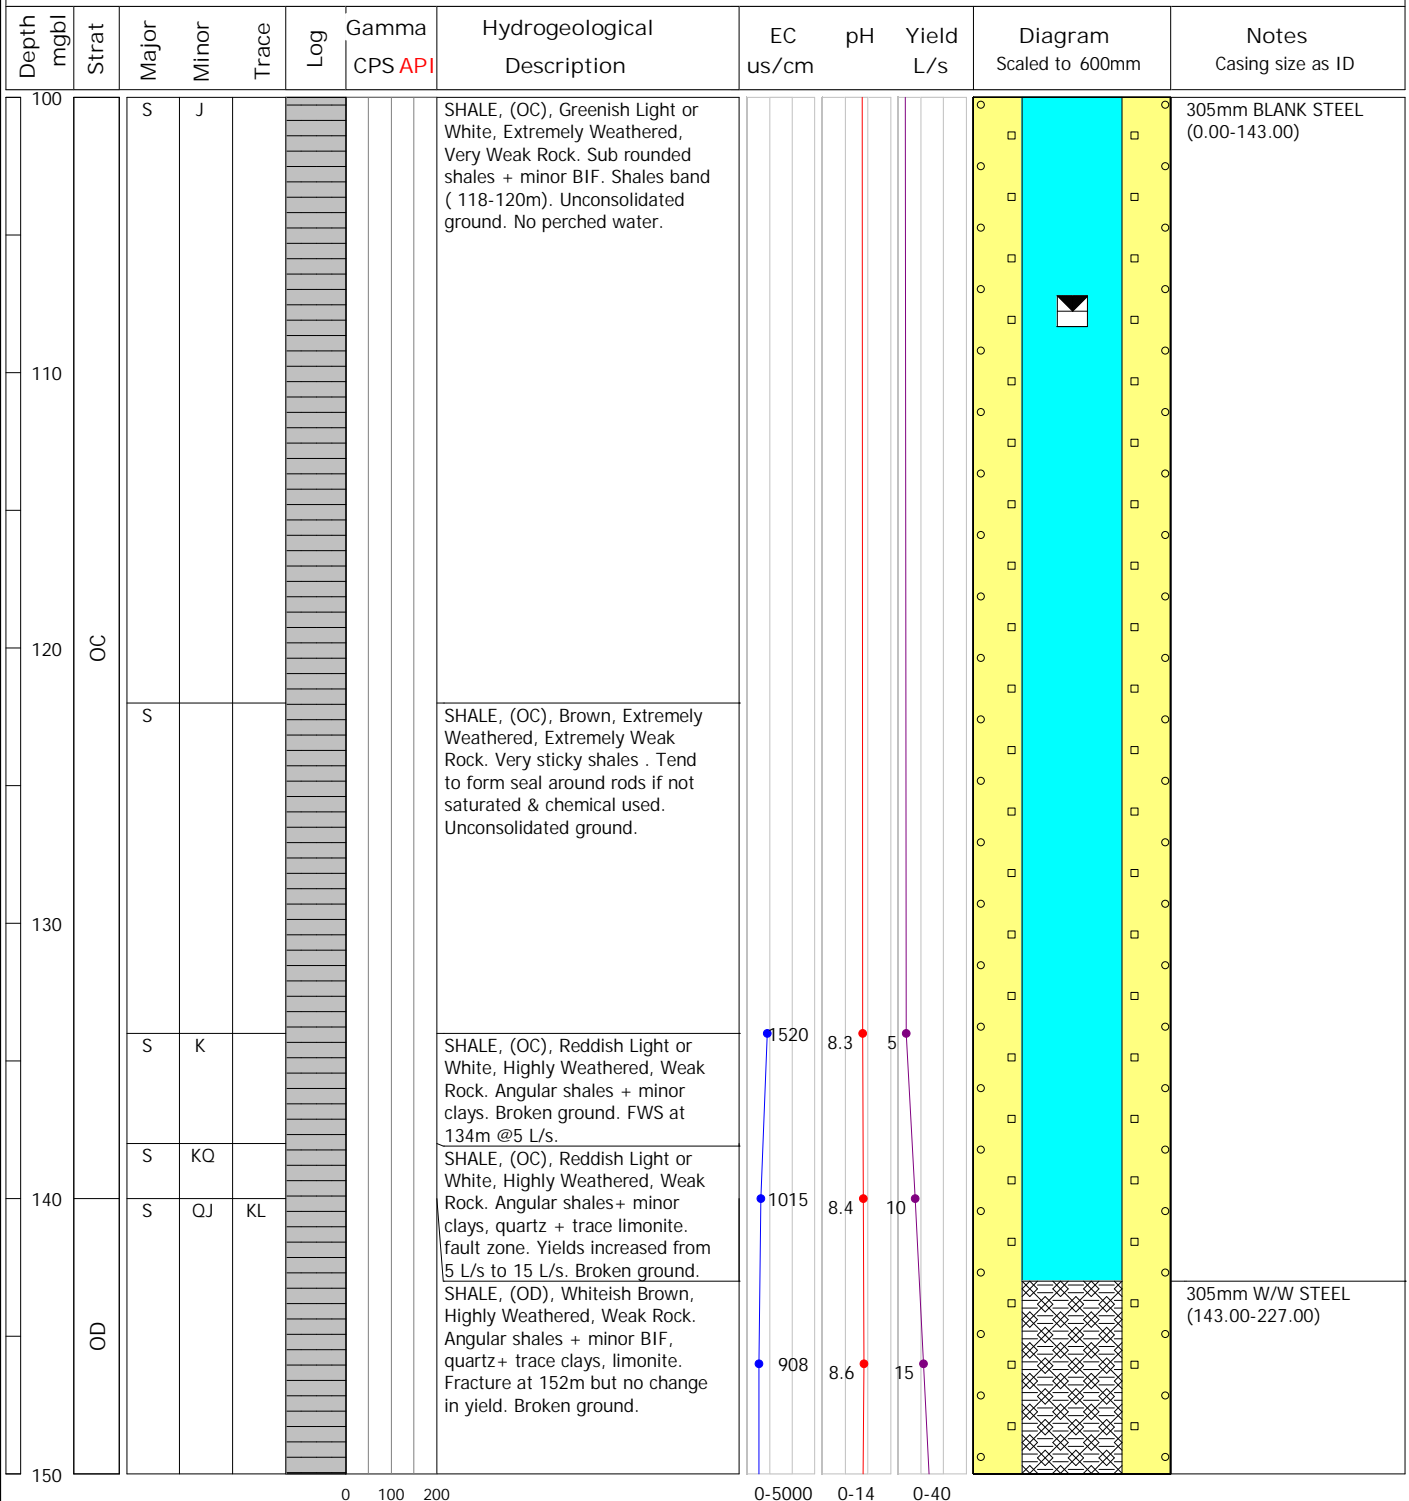 Depth mgbl
Strat
Major
Minor
Trace
Log
Gamma
CPS API
Hydrogeological
Description
EC
us/cm
pH
Yield
L/s
Diagram
Scaled to 600mm
Notes
Casing size as ID
100
S J
SHALE, (OC), Greenish Light or
White, Extremely Weathered,
Very Weak Rock. Sub rounded
shales + minor BIF. Shales band
( 118-120m). Unconsolidated
ground. No perched water.
305mm BLANK STEEL
(0.00-143.00)
110
120
OC
S
SHALE, (OC), Brown, Extremely
Weathered, Extremely Weak
Rock. Very sticky shales . Tend
to form seal around rods if not
saturated & chemical used.
Unconsolidated ground.
130
S K
SHALE, (OC), Reddish Light or
White, Highly Weathered, Weak
Rock. Angular shales + minor
clays. Broken ground. FWS at
134m @5 L/s.
1520 8.3 5
S KQ
SHALE, (OC), Reddish Light or
White, Highly Weathered, Weak
Rock. Angular shales+ minor
clays, quartz + trace limonite.
fault zone. Yields increased from
5 L/s to 15 L/s. Broken ground.
140
1015 8.4 10
S QJ KL
SHALE, (OD), Whiteish Brown,
Highly Weathered, Weak Rock.
Angular shales + minor BIF,
quartz+ trace clays, limonite.
Fracture at 152m but no change
in yield. Broken ground.
305mm W/W STEEL
(143.00-227.00)
OD
908 8.6 15
150
0 100 200
0-5000 0-14 0-40